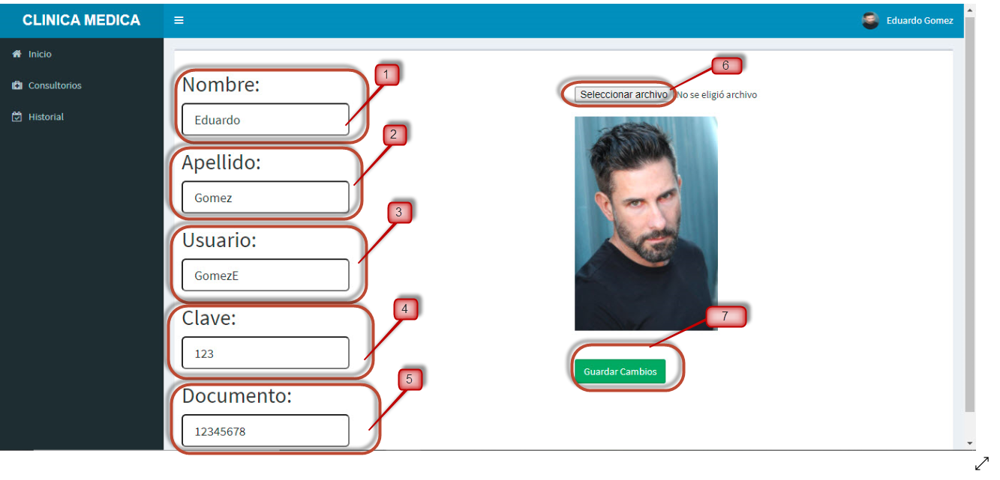 CLINICA MEDICA
Eduardo Gomez
Inicio
Consultorios
Historial
Nombre:
1
Eduardo
2
Apellido:
Gomez
3
Usuario:
GomezE
4
Clave:
123
5
Documento:
12345678
6
Seleccionar archivo No se eligió archivo
7
Guardar Cambios